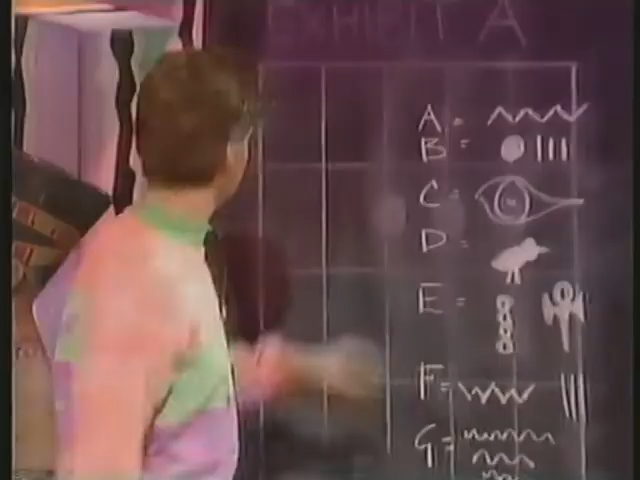 EXHIBIT A
A =
B =
C =
D =
E =
F =
G =